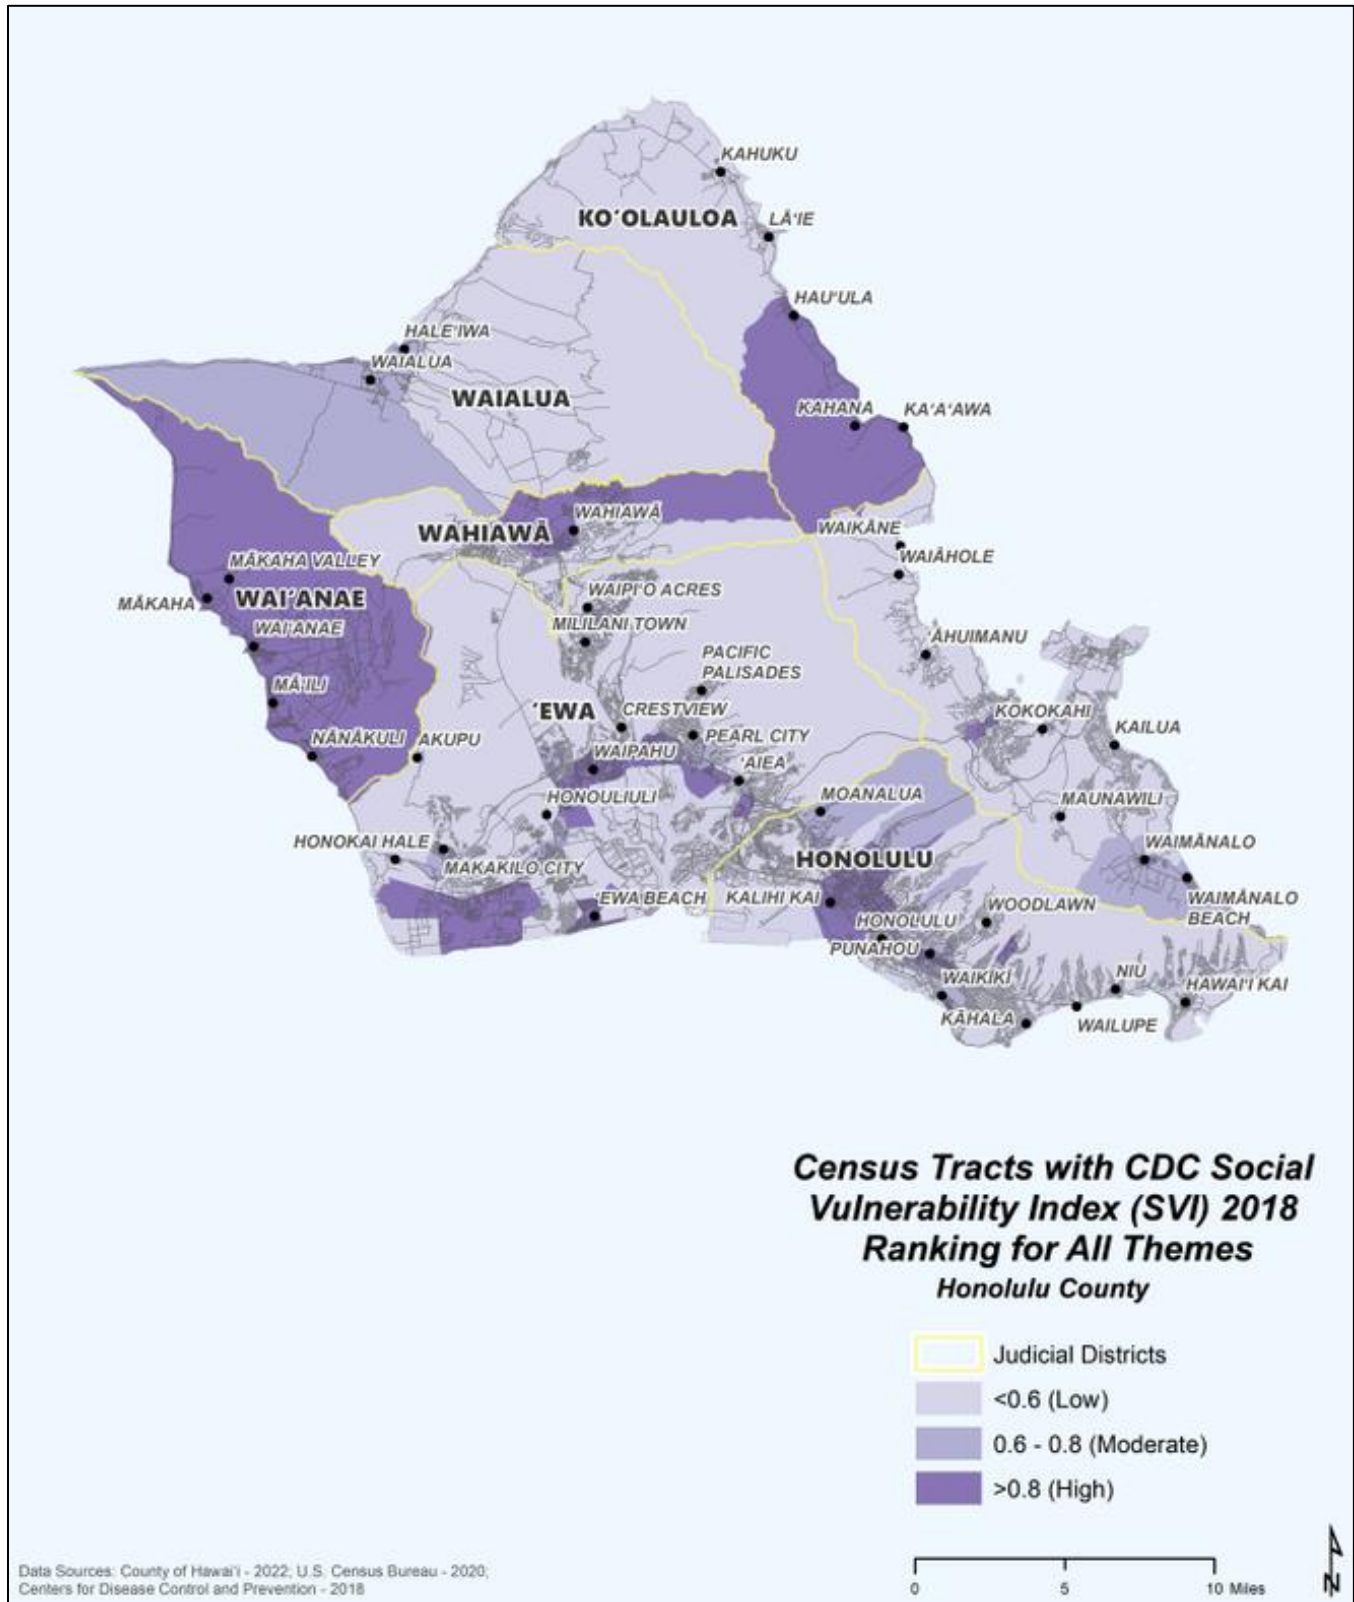 KAHUKU
KO‘OLAULOA
LĀ‘IE
HAU‘ULA
HALE‘IWA
WAIALUA
WAIALUA
KAHANA
KA‘A‘AWA
WAHIAWĀ
WAHIAWĀ
WAIKĀNE
WAIĀHOLE
MĀKAHA VALLEY
MĀKAHA
WAI‘ANAE
WAI‘ANAE
WAIPI‘O ACRES
MILILANI TOWN
PACIFIC
PALISADES
‘ĀHUIMANU
MĀ‘ILI
‘EWA
CRESTVIEW
KOKOKAHI
KAILUA
NĀNĀKULI
AKUPU
PEARL CITY
WAIPAHU
‘AIEA
HONOULIULI
MOANALUA
MAUNAWILI
HONOKAI HALE
MAKAKILO CITY
HONOLULU
WAIMĀNALO
‘EWA BEACH
KALIHI KAI
WAIMĀNALO
BEACH
WOODLAWN
HONOLULU
PUNAHOU
WAIKIKI
NIU
HAWAI‘I KAI
KĀHALA
WAILUPE
Census Tracts with CDC Social
Vulnerability Index (SVI) 2018
Ranking for All Themes
Honolulu County
Judicial Districts
<0.6 (Low)
0.6 - 0.8 (Moderate)
>0.8 (High)
0 5 10 Miles
N
Data Sources: County of Hawai‘i - 2022; U.S. Census Bureau - 2020;
Centers for Disease Control and Prevention - 2018